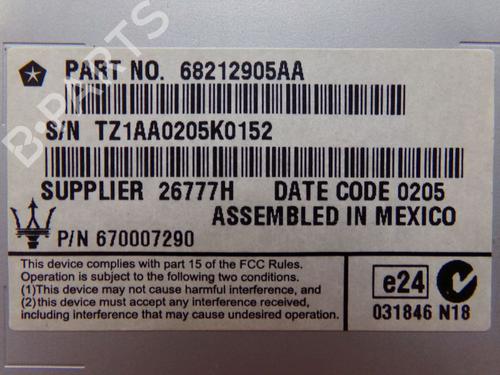 PART NO. 68212905AA
S/N TZ1AA0205K0152
SUPPLIER 26777H DATE CODE 0205
ASSEMBLED IN MEXICO
P/N 670007290
This device complies with part 15 of the FCC Rules.
Operation is subject to the following two conditions.
(1)This device may not cause harmful interference, and
(2)this device must accept any interference received,
including interference that may cause undesired operation.
e24
031846 N18
B-PARTS